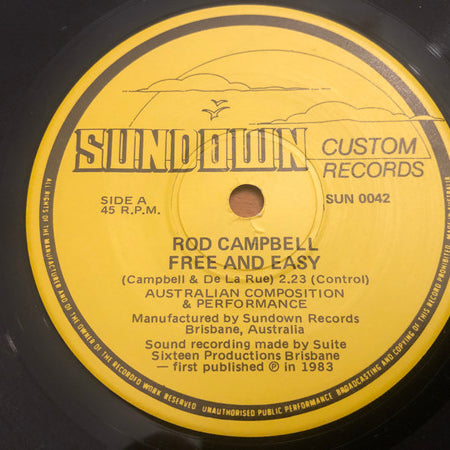 SUNDOWN
CUSTOM
RECORDS
SIDE A
45 R.P.M.
SUN 0042
ROD CAMPBELL
FREE AND EASY
(Campbell & De La Rue) 2.23 (Control)
AUSTRALIAN COMPOSITION
& PERFORMANCE
Manufactured by Sundown Records
Brisbane, Australia
Sound recording made by Suite
Sixteen Productions Brisbane
— first published ℗ in 1983
ALL RIGHTS OF THE MANUFACTURER AND OF THE OWNER OF THE RECORDED WORK RESERVED. UNAUTHORISED PUBLIC PERFORMANCE BROADCASTING AND COPYING OF THIS RECORD PROHIBITED.